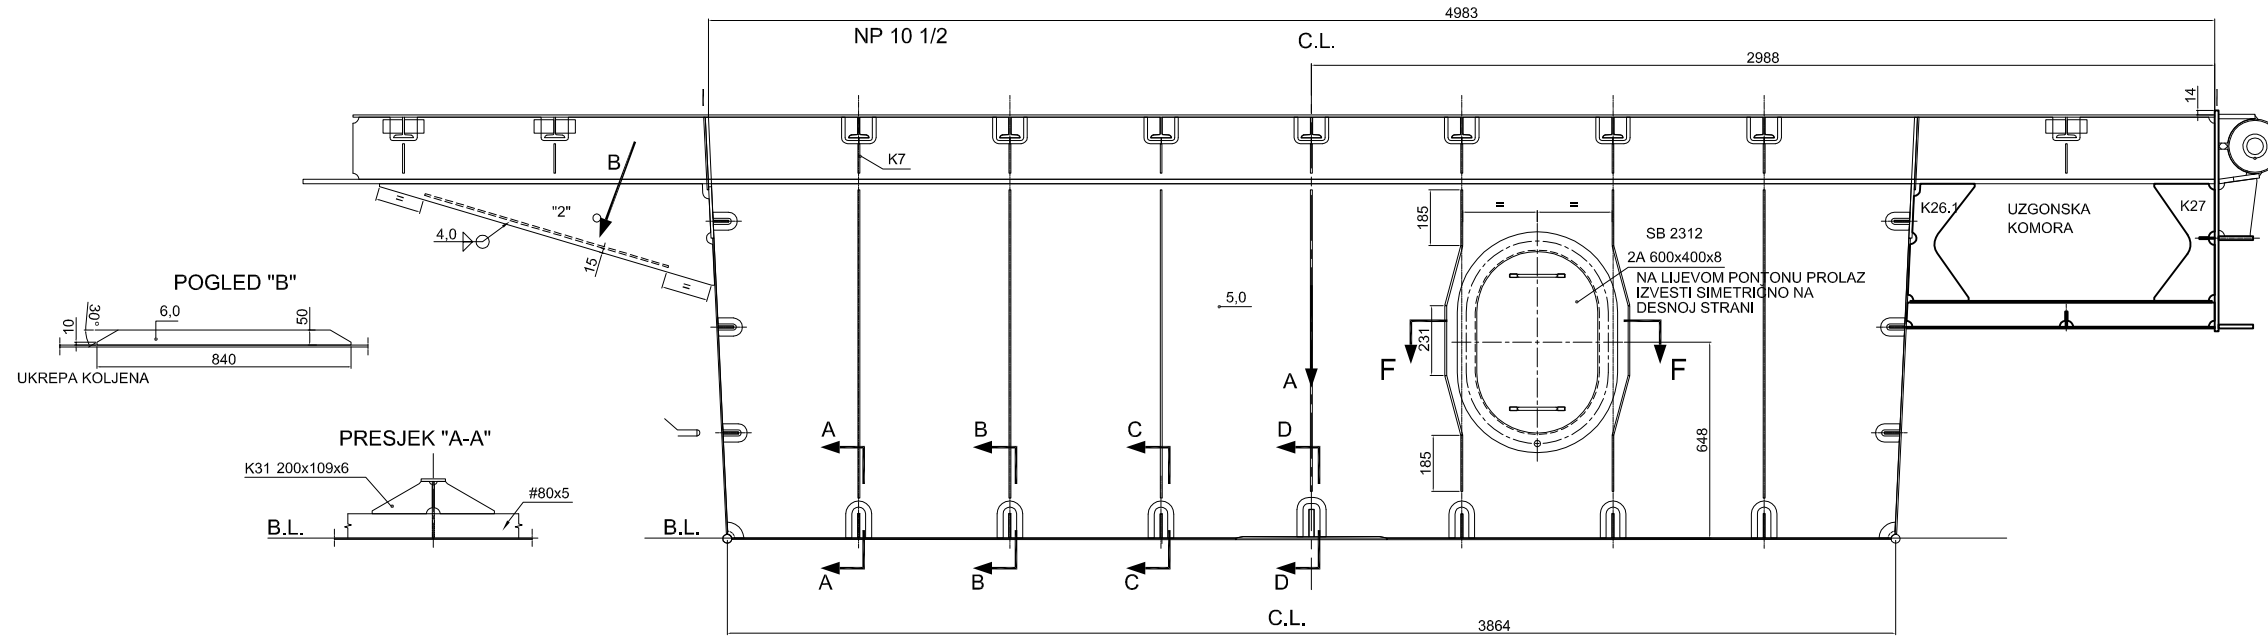 4983
NP 10 1/2
C.L.
2988
14
B
K7
"2"
4,0
15
=
=
185
=
=
K26.1
UZGONSKA
KOMORA
K27
SB 2312
2A 600x400x8
NA LIJEVOM PONTONU PROLAZ
IZVESTI SIMETRIČNO NA
DESNOJ STRANI
5,0
POGLED "B"
30°
10
6,0
50
840
UKREPA KOLJENA
231
F
F
A
648
185
PRESJEK "A-A"
K31 200x109x6
#80x5
B.L.
B.L.
A
B
C
D
A
B
C
D
C.L.
3864